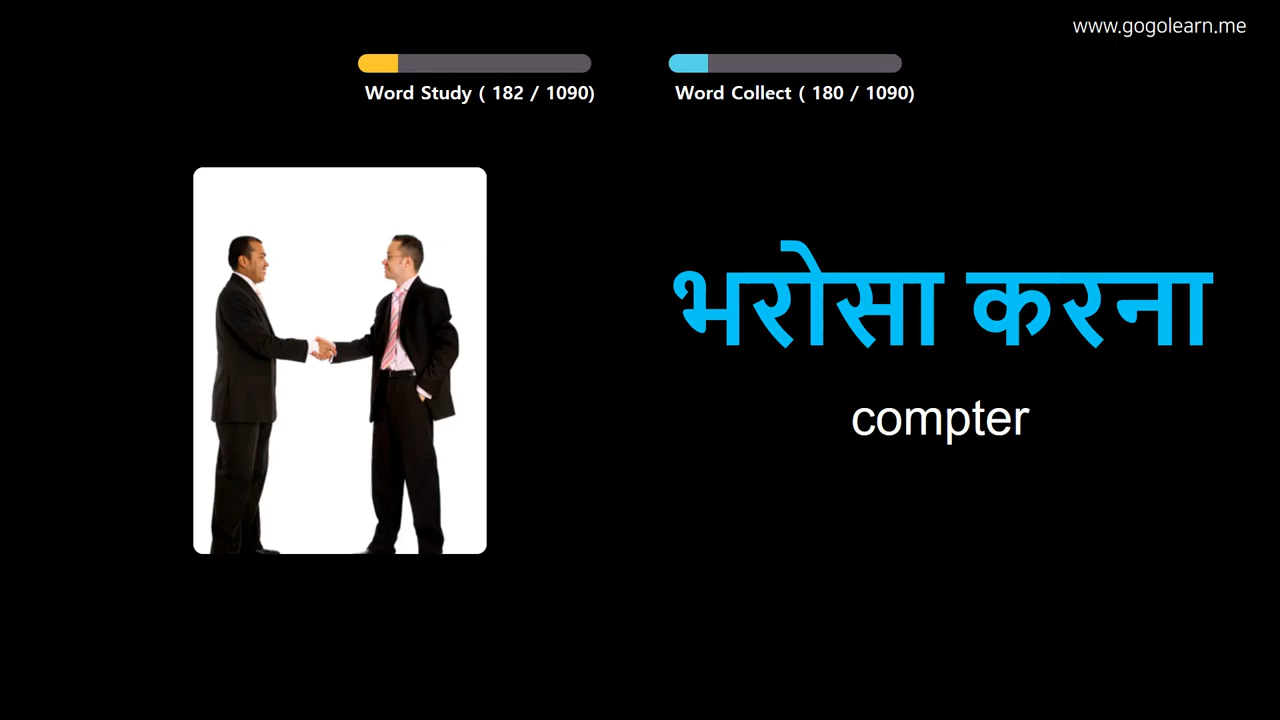 www.gogolearn.me
Word Study ( 182 / 1090)
Word Collect ( 180 / 1090)
भरोसा करना
compter